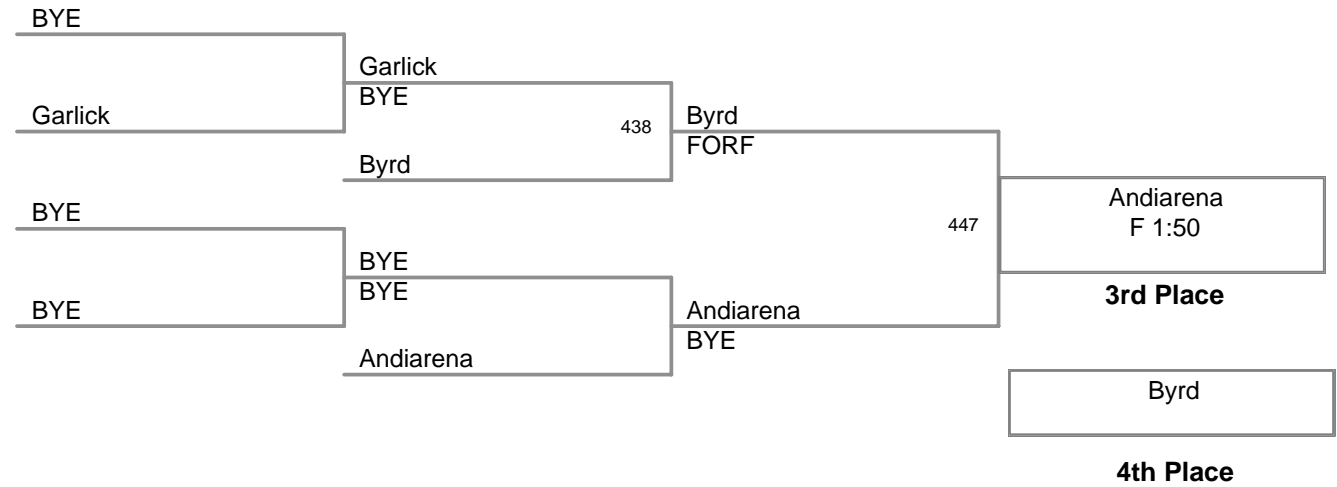 BYE
Garlick
BYE
Garlick
438
Byrd
FORF
Byrd
Andiarena
F 1:50
BYE
447
BYE
BYE
3rd Place
BYE
Andiarena
BYE
Andiarena
Byrd
4th Place